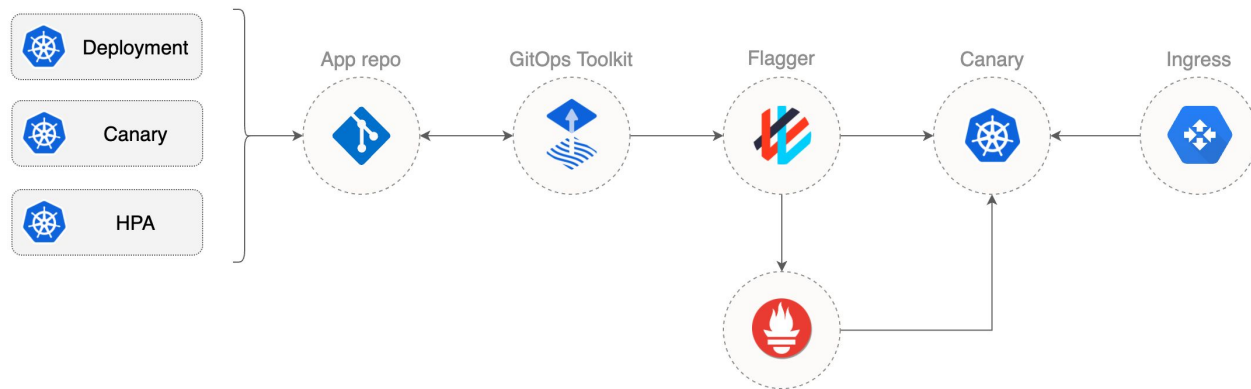 Deployment
Canary
HPA
App repo
GitOps Toolkit
Flagger
Canary
Ingress